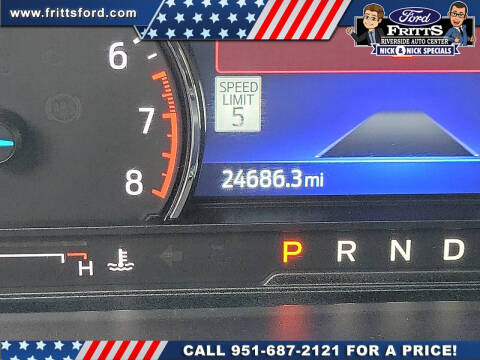 www.frittsford.com
Ford
FRITTS
RIVERSIDE AUTO CENTER
NICK & NICK SPECIALS
6
7
8
SPEED
LIMIT
5
24686.3 mi
H
P R N D
CALL 951-687-2121 FOR A PRICE!